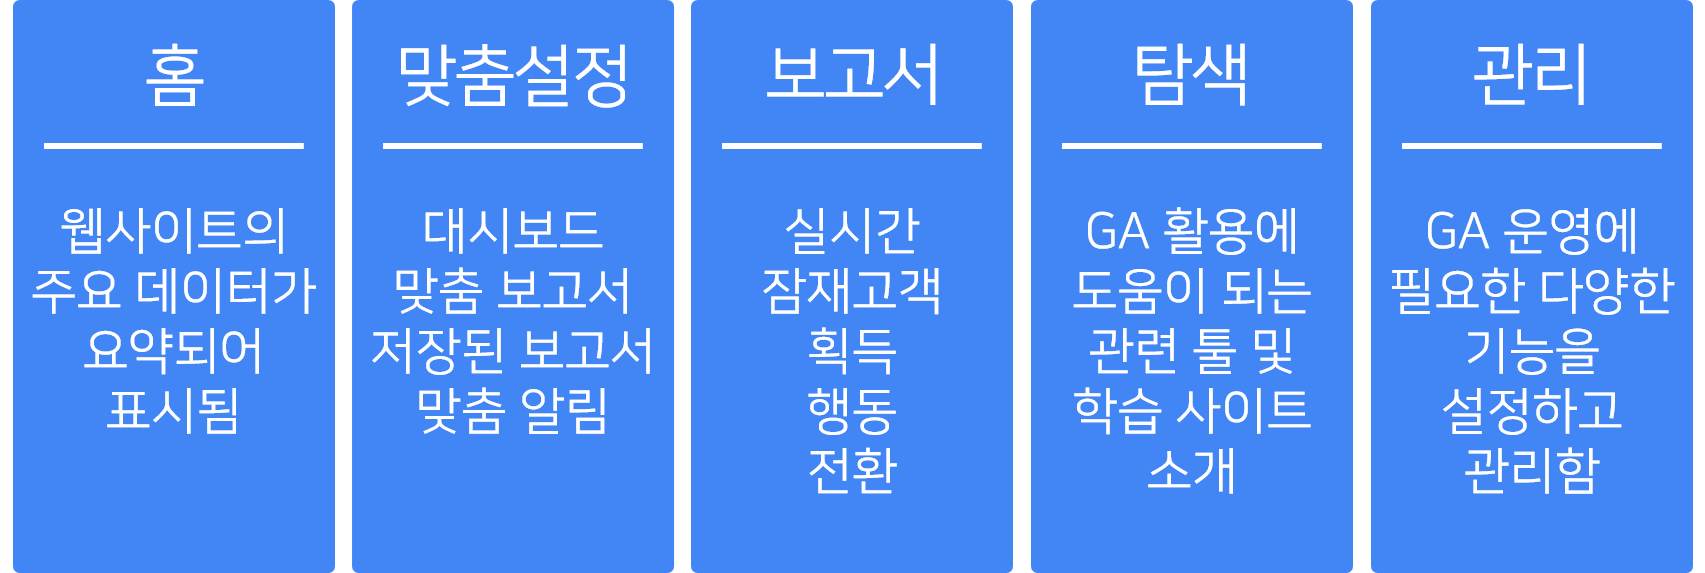 홈
웹사이트의
주요 데이터가
요약되어
표시됨
맞춤설정
대시보드
맞춤 보고서
저장된 보고서
맞춤 알림
보고서
실시간
잠재고객
획득
행동
전환
탐색
GA 활용에
도움이 되는
관련 툴 및
학습 사이트
소개
관리
GA 운영에
필요한 다양한
기능을
설정하고
관리함